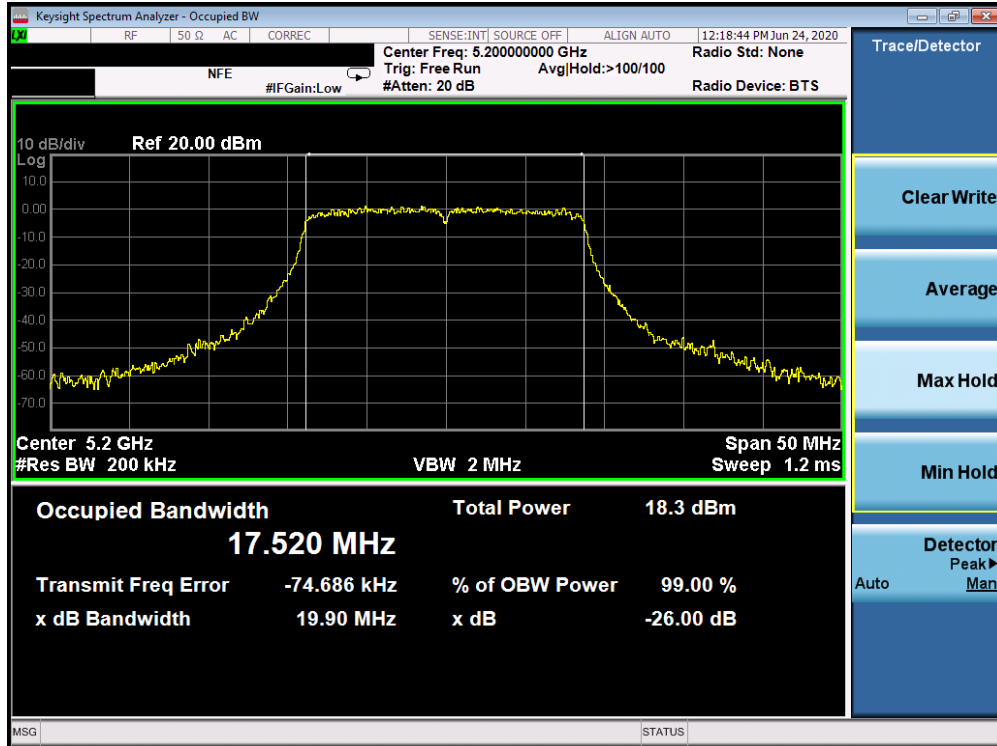 Keysight Spectrum Analyzer - Occupied BW
LXI RF 50 Ω AC CORREC SENSE:INT SOURCE OFF ALIGN AUTO 12:18:44 PM Jun 24, 2020
Center Freq: 5.200000000 GHz Radio Std: None
NFE Trig: Free Run Avg|Hold:>100/100
#IFGain:Low #Atten: 20 dB Radio Device: BTS
10 dB/div Ref 20.00 dBm
Log
10.0
0.00
-10.0
-20.0
-30.0
-40.0
-50.0
-60.0
-70.0
Center 5.2 GHz Span 50 MHz
#Res BW 200 kHz VBW 2 MHz Sweep 1.2 ms
Occupied Bandwidth Total Power 18.3 dBm
17.520 MHz
Transmit Freq Error -74.686 kHz % of OBW Power 99.00 %
x dB Bandwidth 19.90 MHz x dB -26.00 dB
MSG STATUS
Trace/Detector
Clear Write
Average
Max Hold
Min Hold
Detector
Peak▶
Auto Man